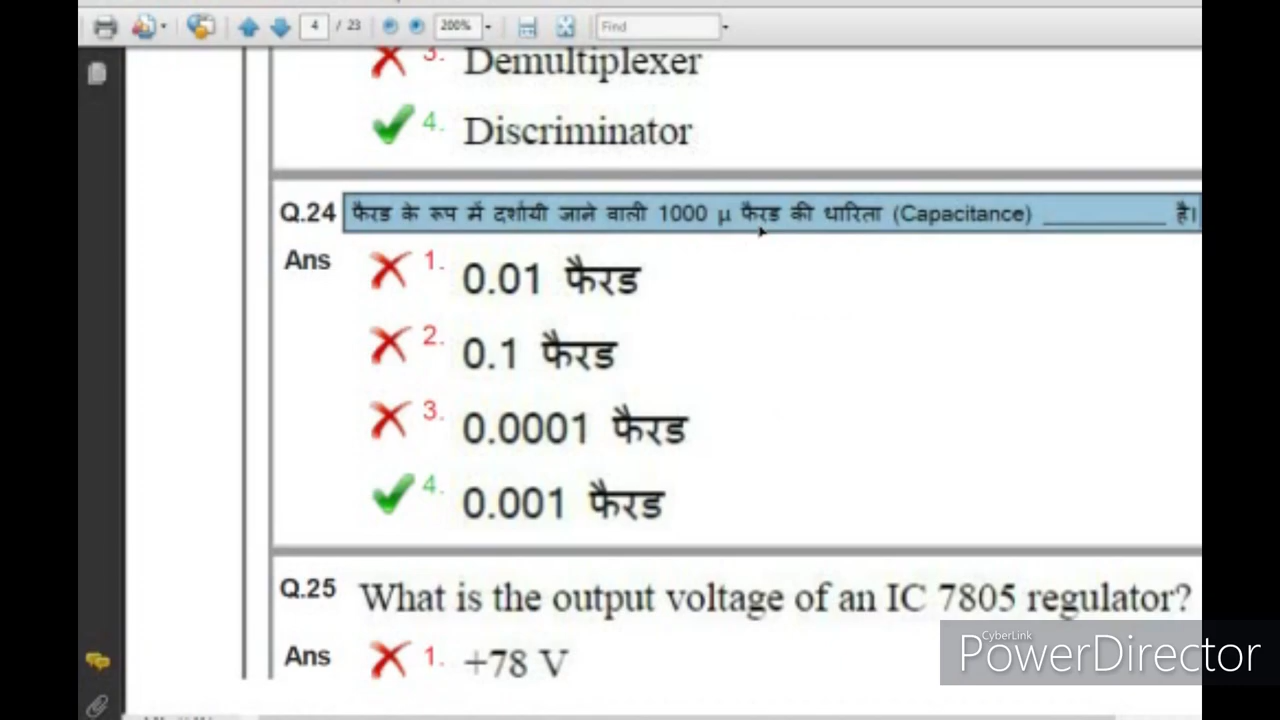 4 / 23 200% Find
3. Demultiplexer
4. Discriminator
Q.24 फैरड के रूप में दर्शायी जाने वाली 1000 µ फैरड की धारिता (Capacitance) __________ है।
Ans 1. 0.01 फैरड
2. 0.1 फैरड
3. 0.0001 फैरड
4. 0.001 फैरड
Q.25 What is the output voltage of an IC 7805 regulator?
Ans 1. +78 V
CyberLink
PowerDirector